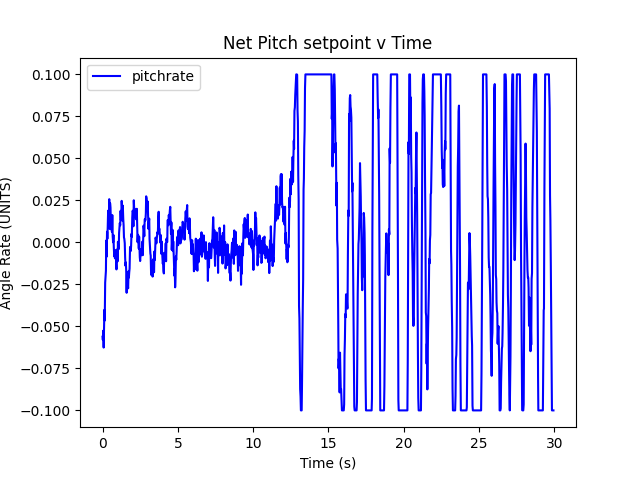 Net Pitch setpoint v Time
pitchrate
0.100
0.075
0.050
0.025
0.000
−0.025
−0.050
−0.075
−0.100
Angle Rate (UNITS)
0 5 10 15 20 25 30
Time (s)